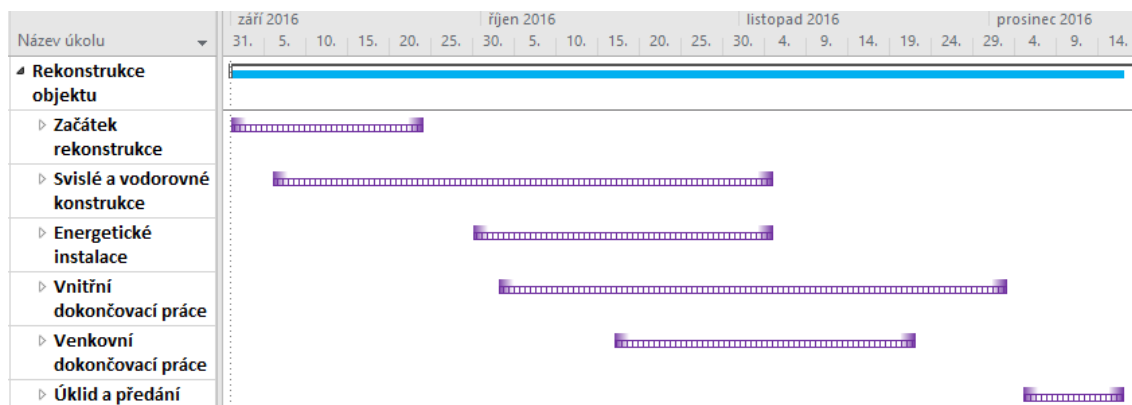 září 2016 říjen 2016 listopad 2016 prosinec 2016
Název úkolu 31. 5. 10. 15. 20. 25. 30. 5. 10. 15. 20. 25. 30. 4. 9. 14. 19. 24. 29. 4. 9. 14.
Rekonstrukce
objektu
Začátek
rekonstrukce
Svislé a vodorovné
konstrukce
Energetické
instalace
Vnitřní
dokončovací práce
Venkovní
dokončovací práce
Úklid a předání